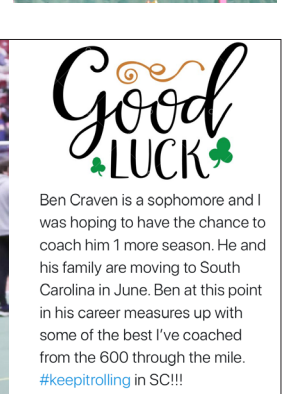 Good
LUCK
Ben Craven is a sophomore and I
was hoping to have the chance to
coach him 1 more season. He and
his family are moving to South
Carolina in June. Ben at this point
in his career measures up with
some of the best I've coached
from the 600 through the mile.
#keepitrolling in SC!!!